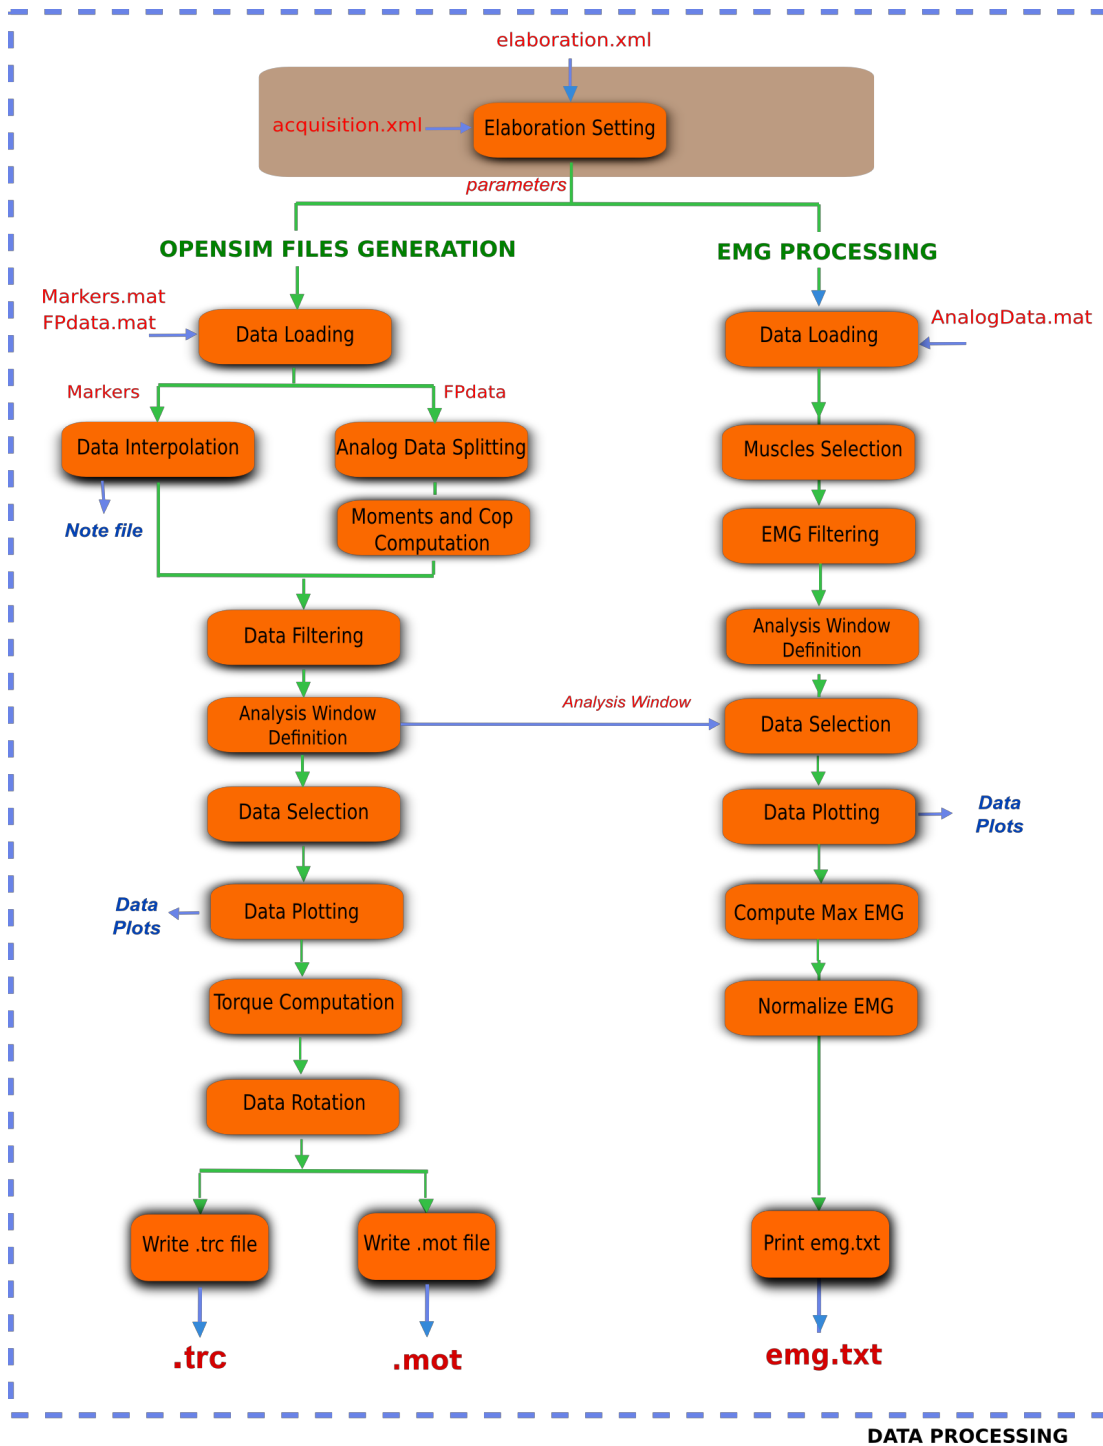 elaboration.xml
acquisition.xml
Elaboration Setting
parameters
OPENSIM FILES GENERATION
EMG PROCESSING
Markers.mat
FPdata.mat
Data Loading
Data Loading
AnalogData.mat
Markers
FPdata
Data Interpolation
Analog Data Splitting
Muscles Selection
Note file
Moments and Cop
Computation
EMG Filtering
Data Filtering
Analysis Window
Definition
Analysis Window
Definition
Analysis Window
Data Selection
Data Selection
Data Plotting
Data
Plots
Data
Plots
Data Plotting
Compute Max EMG
Torque Computation
Normalize EMG
Data Rotation
Write .trc file
Write .mot file
Print emg.txt
.trc
.mot
emg.txt
DATA PROCESSING